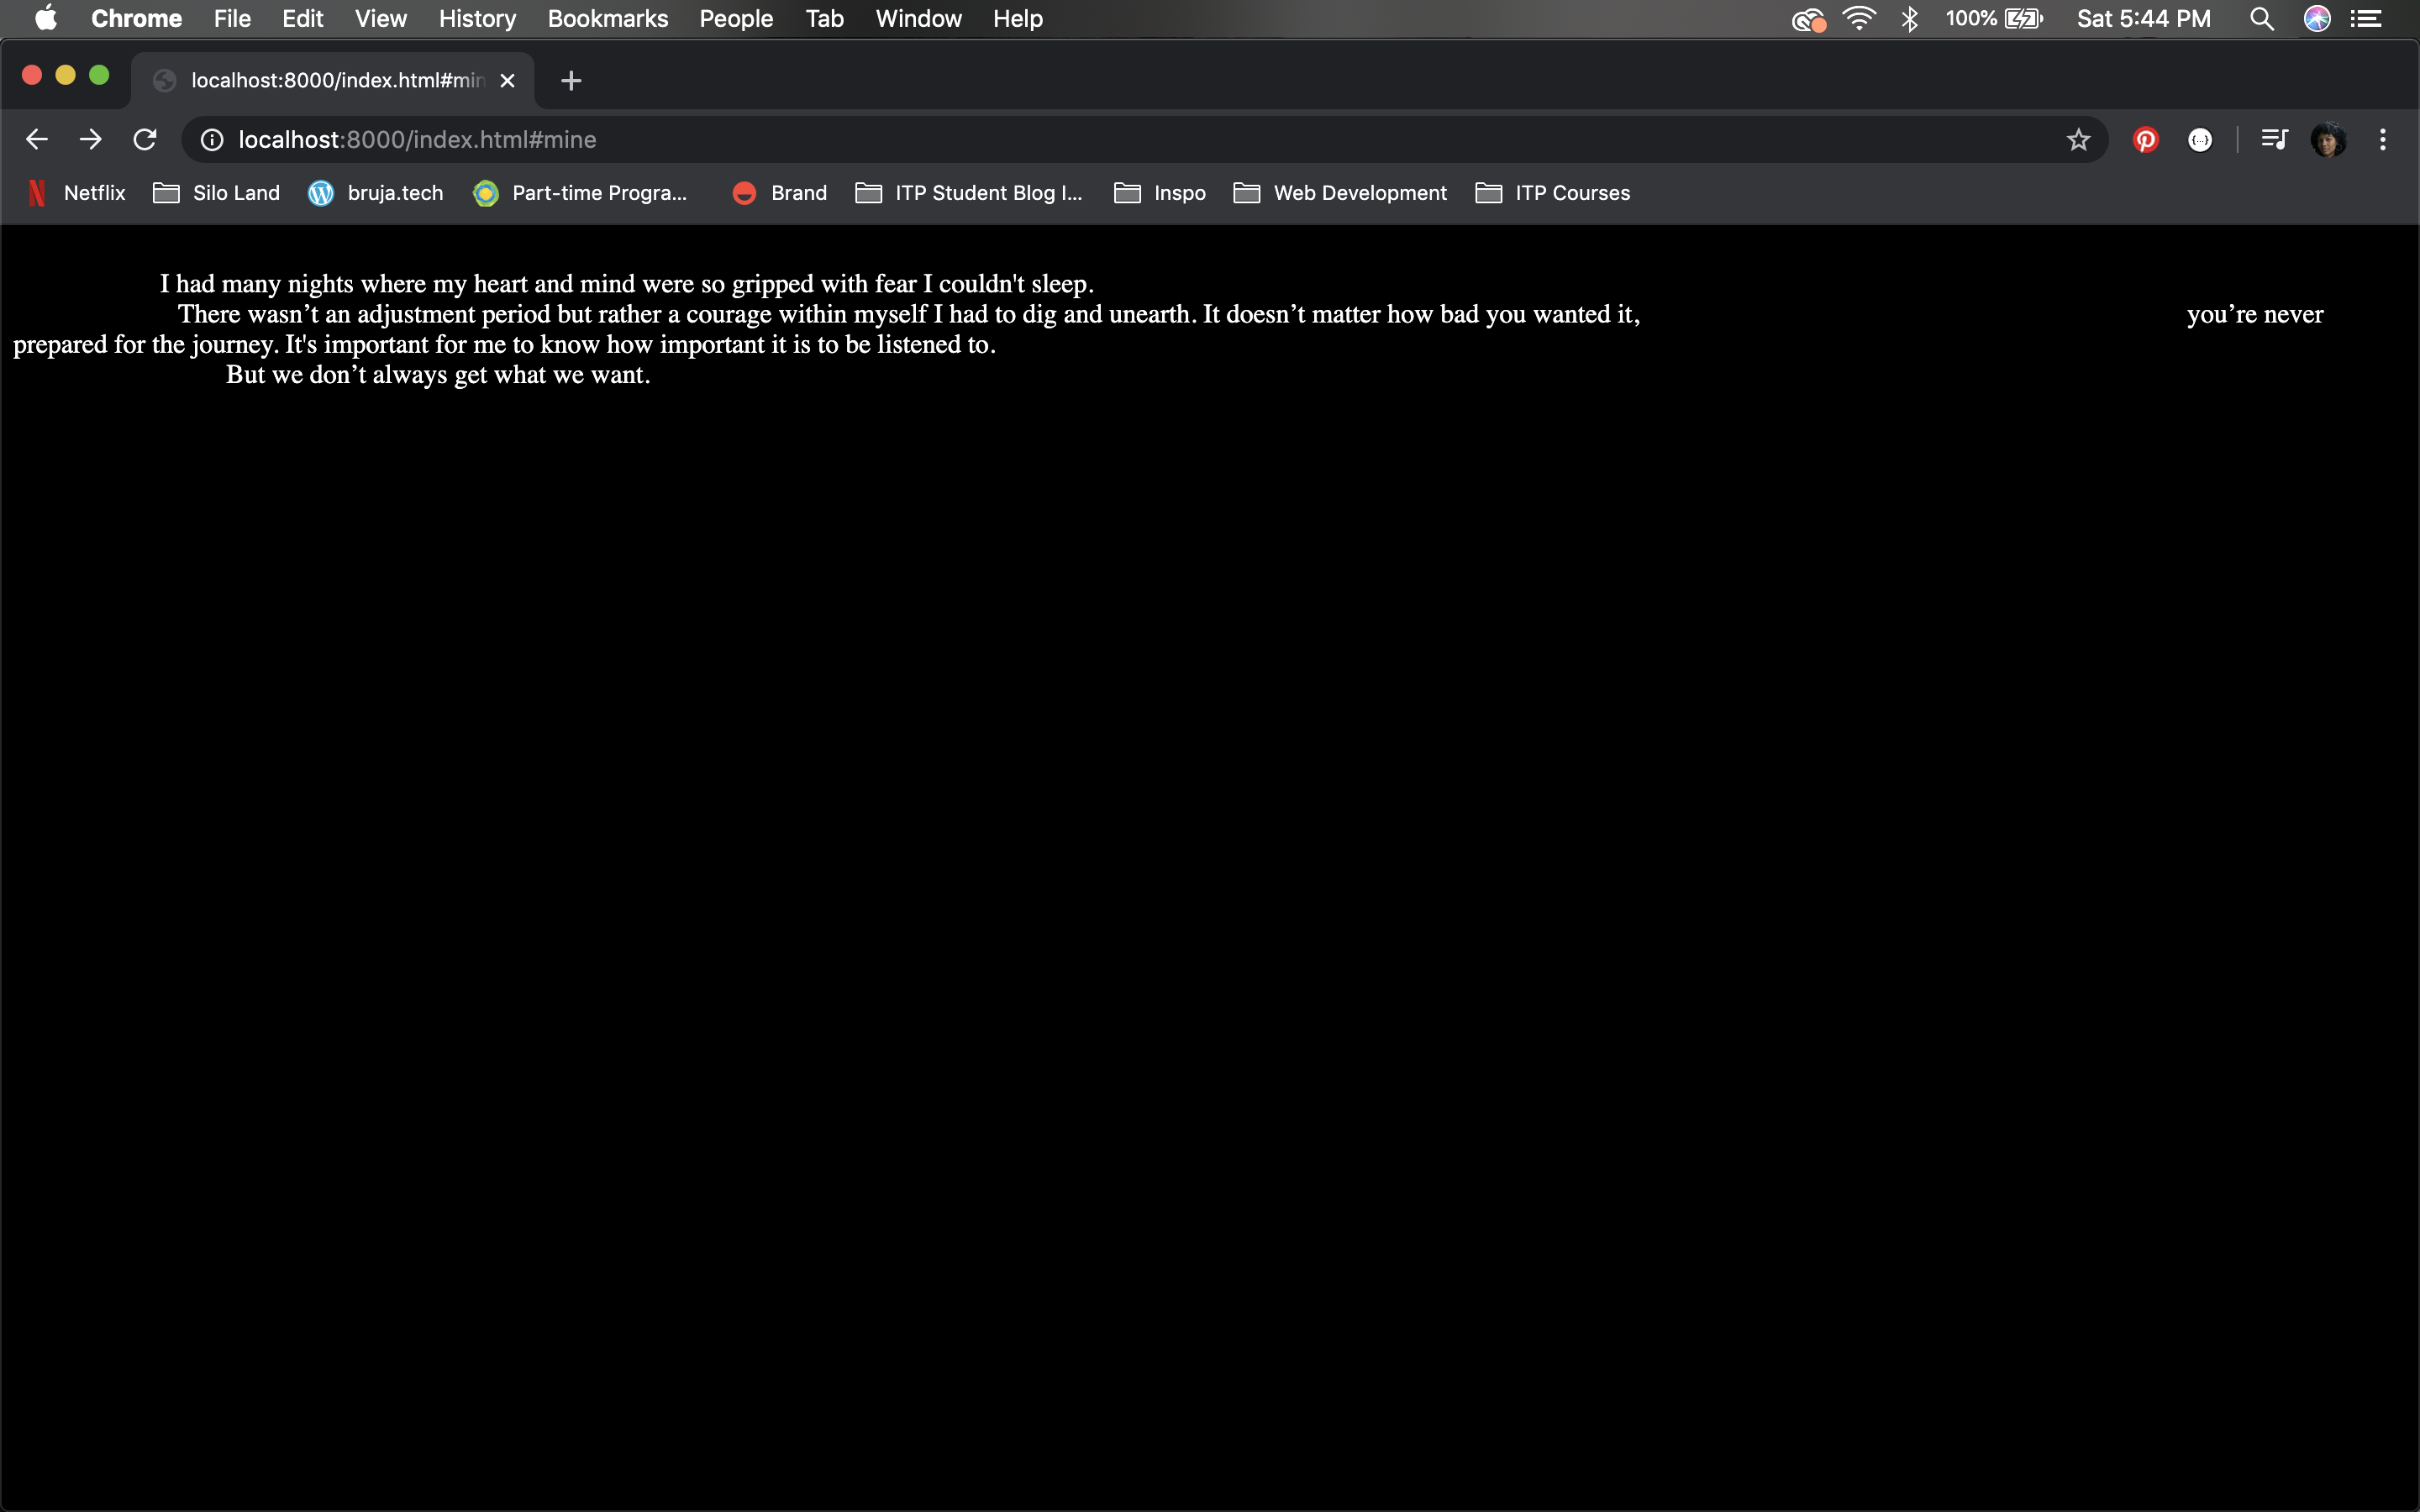 Chrome File Edit View History Bookmarks People Tab Window Help 100% Sat 5:44 PM
localhost:8000/index.html#min
localhost:8000/index.html#mine
Netflix Silo Land bruja.tech Part-time Progra... Brand ITP Student Blog I... Inspo Web Development ITP Courses
I had many nights where my heart and mind were so gripped with fear I couldn't sleep.
There wasn’t an adjustment period but rather a courage within myself I had to dig and unearth. It doesn’t matter how bad you wanted it, you’re never
prepared for the journey. It's important for me to know how important it is to be listened to.
But we don’t always get what we want.